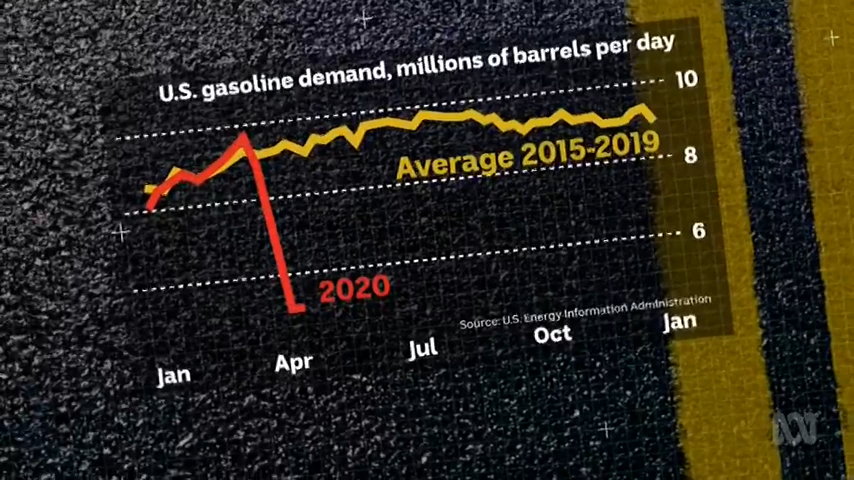 U.S. gasoline demand, millions of barrels per day
10
Average 2015-2019
8
6
2020
Source: U.S. Energy Information Administration
Jan Apr Jul Oct Jan